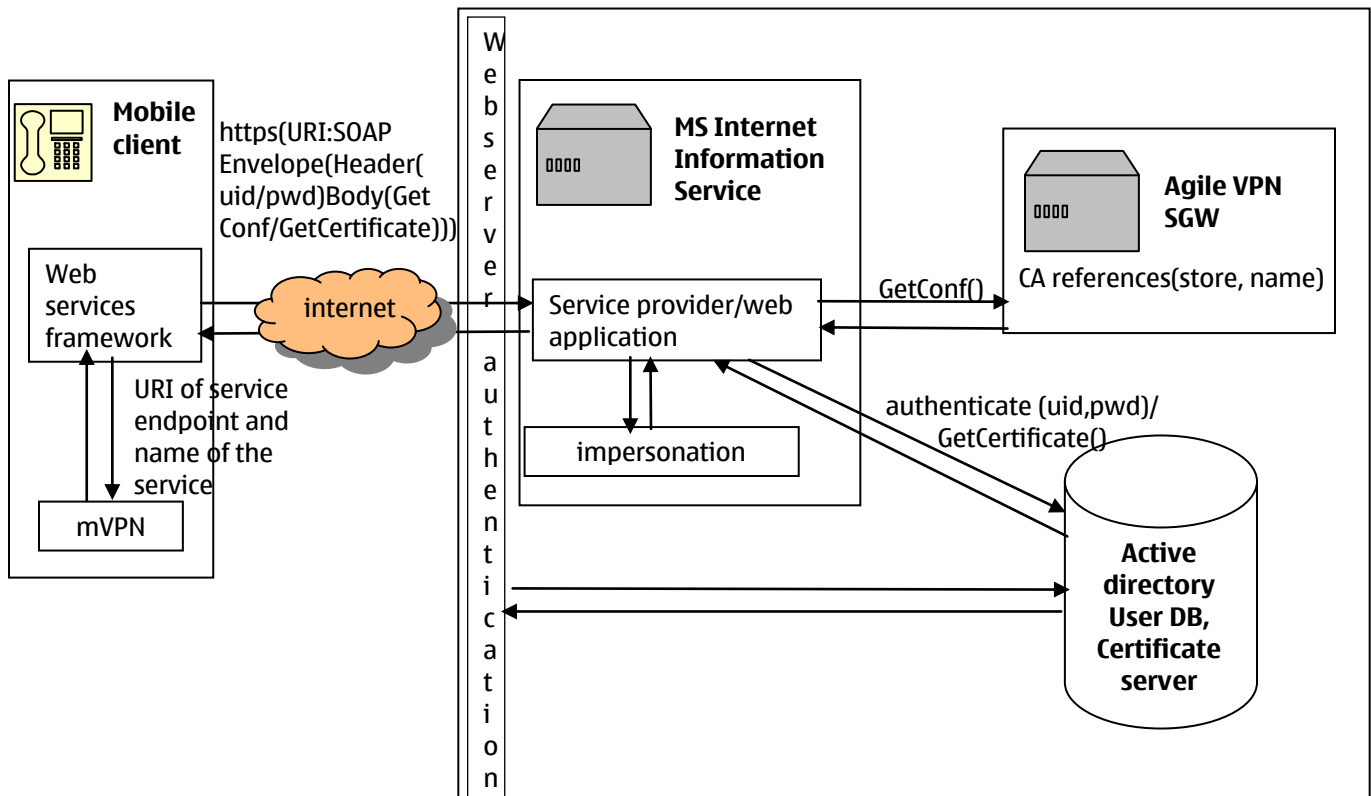 Mobile
client
https(URI:SOAP
Envelope(Header(
uid/pwd)Body(Get
Conf/GetCertificate)))
Web
services
framework
internet
URI of service
endpoint and
name of the
service
mVPN
W
e
b
s
e
r
v
e
r
a
u
t
h
e
n
t
i
c
a
t
i
o
n
MS Internet
Information
Service
Service provider/web
application
impersonation
GetConf()
Agile VPN
SGW
CA references(store, name)
authenticate (uid,pwd)/
GetCertificate()
Active
directory
User DB,
Certificate
server